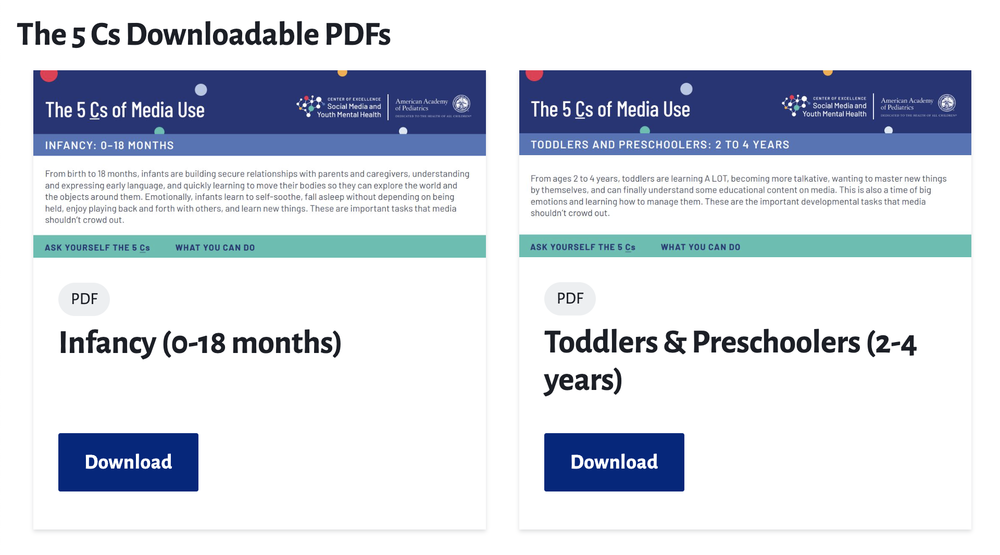 The 5 Cs Downloadable PDFs
The 5 Cs of Media Use
CENTER OF EXCELLENCE
Social Media and
Youth Mental Health
American Academy
of Pediatrics
DEDICATED TO THE HEALTH OF ALL CHILDREN®
INFANCY: 0–18 MONTHS
From birth to 18 months, infants are building secure relationships with parents and caregivers, understanding
and expressing early language, and quickly learning to move their bodies so they can explore the world and
the objects around them. Emotionally, infants learn to self-soothe, fall asleep without depending on being
held, enjoy playing back and forth with others, and learn new things. These are important tasks that media
shouldn’t crowd out.
ASK YOURSELF THE 5 Cs WHAT YOU CAN DO
PDF
Infancy (0-18 months)
Download
The 5 Cs of Media Use
CENTER OF EXCELLENCE
Social Media and
Youth Mental Health
American Academy
of Pediatrics
DEDICATED TO THE HEALTH OF ALL CHILDREN®
TODDLERS AND PRESCHOOLERS: 2 TO 4 YEARS
From ages 2 to 4 years, toddlers are learning A LOT, becoming more talkative, wanting to master new things
by themselves, and can finally understand some educational content on media. This is also a time of big
emotions and learning how to manage them. These are the important developmental tasks that media
shouldn’t crowd out.
ASK YOURSELF THE 5 Cs WHAT YOU CAN DO
PDF
Toddlers & Preschoolers (2-4
years)
Download